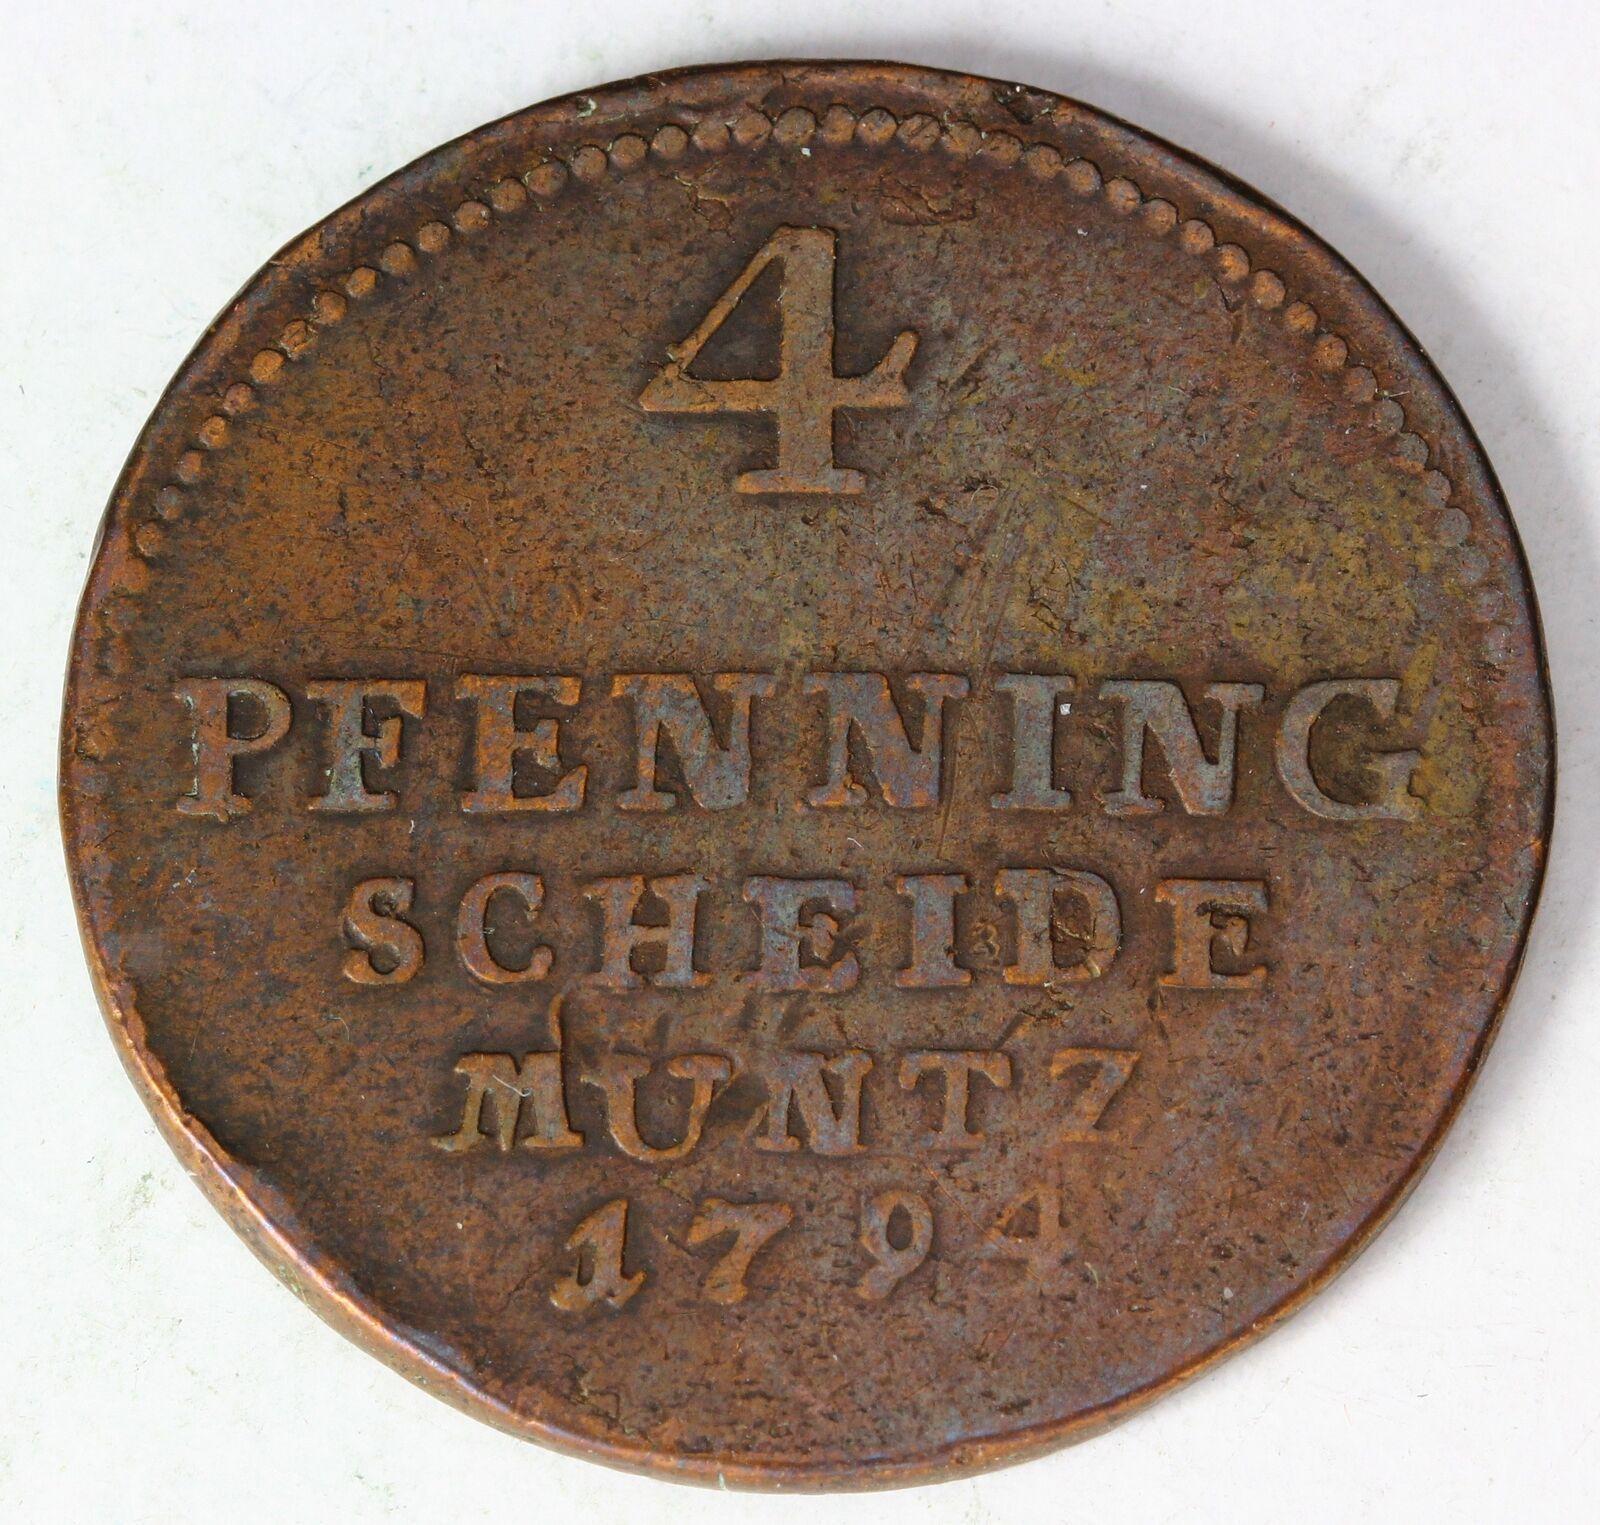 4
PFENNING
SCHEIDE
MUNTZ
1794